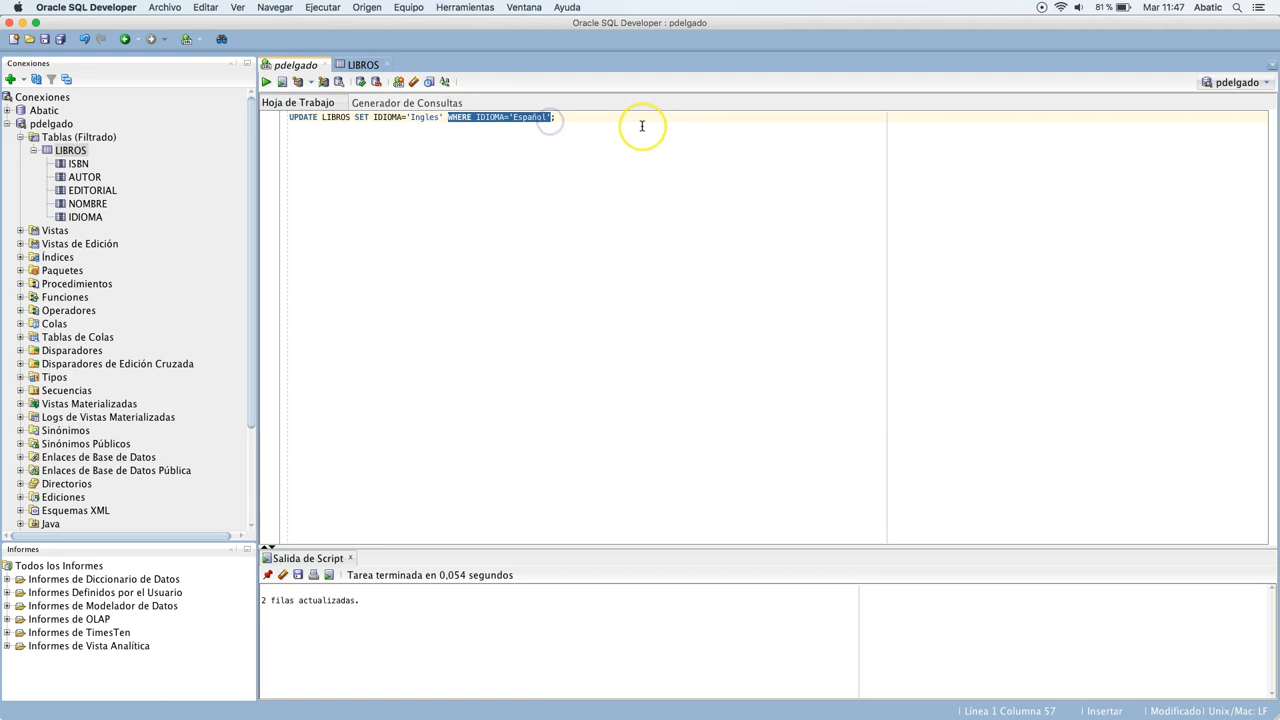 SQL Developer Archivo Editar Ver Navegar Ejecutar Origen Equipo Herramientas Ventana Ayuda 81 % Mar 11:47 Abatic
Oracle SQL Developer : pdelgado
Conexiones
Conexiones
Abatic
pdelgado
Tablas (Filtrado)
LIBROS
ISBN
AUTOR
EDITORIAL
NOMBRE
IDIOMA
Vistas
Vistas de Edición
Índices
Paquetes
Procedimientos
Funciones
Operadores
Colas
Tablas de Colas
Disparadores
Disparadores de Edición Cruzada
Tipos
Secuencias
Vistas Materializadas
Logs de Vistas Materializadas
Sinónimos
Sinónimos Públicos
Enlaces de Base de Datos
Enlaces de Base de Datos Pública
Directorios
Ediciones
Esquemas XML
Java
Informes
Todos los Informes
Informes de Diccionario de Datos
Informes Definidos por el Usuario
Informes de Modelador de Datos
Informes de OLAP
Informes de TimesTen
Informes de Vista Analítica
pdelgado LIBROS
pdelgado
Hoja de Trabajo Generador de Consultas
UPDATE LIBROS SET IDIOMA='Ingles' WHERE IDIOMA='Español';
Salida de Script
Tarea terminada en 0,054 segundos
2 filas actualizadas.
Línea 1 Columna 57 Insertar Modificado Unix/Mac: LF